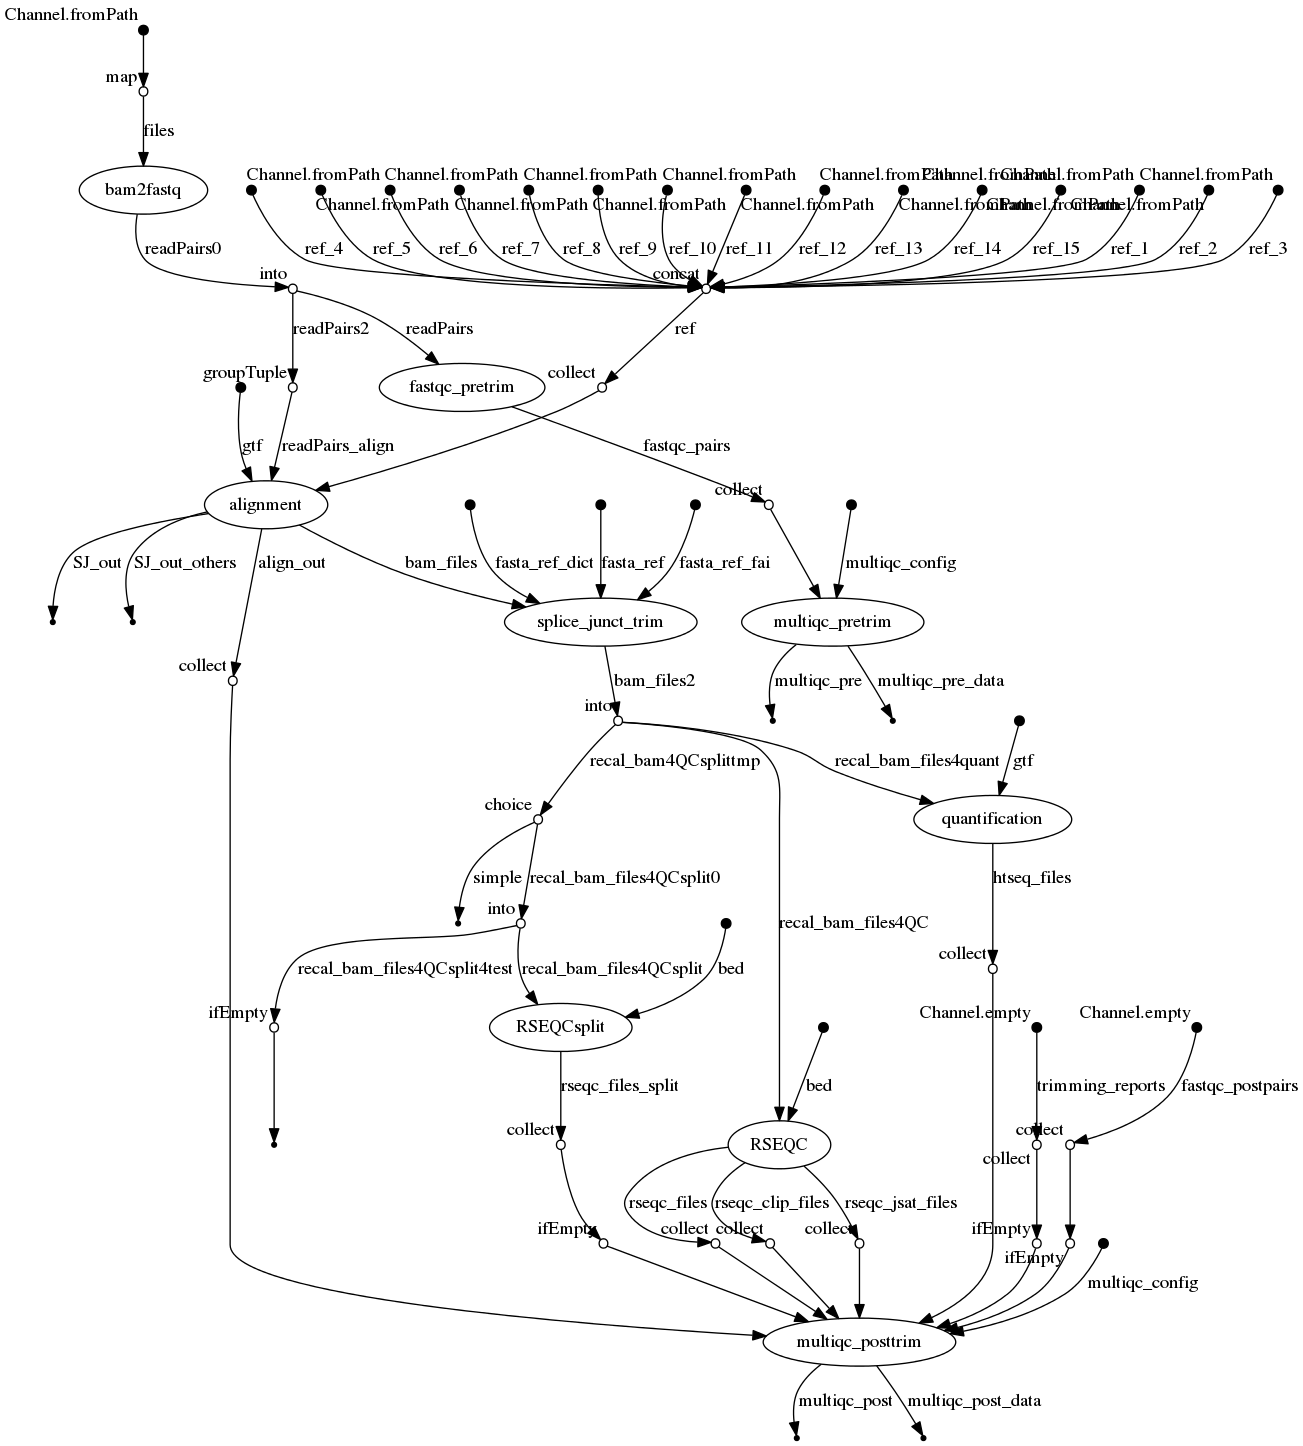 Channel.fromPath
map
files
Channel.fromPath
Channel.fromPath
Channel.fromPath
Channel.fromPath
Channel.fromPath
Channel.fromPath
Channel.fromPath
Channel.fromPath
bam2fastq
Channel.fromPath
Channel.fromPath
Channel.fromPath
Channel.fromPath
Channel.fromPath
Channel.fromPath
Channel.fromPath
readPairs0
ref_4
ref_5
ref_6
ref_7
ref_8
ref_9
ref_10
ref_11
ref_12
ref_13
ref_14
ref_15
ref_1
ref_2
ref_3
into
concat
readPairs2
readPairs
ref
groupTuple
collect
fastqc_pretrim
gtf
readPairs_align
fastqc_pairs
collect
alignment
SJ_out
SJ_out_others
align_out
bam_files
fasta_ref_dict
fasta_ref
fasta_ref_fai
multiqc_config
splice_junct_trim
multiqc_pretrim
collect
bam_files2
multiqc_pre
multiqc_pre_data
into
recal_bam4QCsplittmp
recal_bam_files4quant
gtf
choice
quantification
simple
recal_bam_files4QCsplit0
htseq_files
into
recal_bam_files4QC
collect
recal_bam_files4QCsplit4test
recal_bam_files4QCsplit
bed
ifEmpty
Channel.empty
Channel.empty
RSEQCsplit
rseqc_files_split
bed
trimming_reports
fastqc_postpairs
collect
collect
RSEQC
collect
rseqc_files
rseqc_clip_files
rseqc_jsat_files
ifEmpty
collect
collect
collect
ifEmpty
ifEmpty
multiqc_config
multiqc_posttrim
multiqc_post
multiqc_post_data